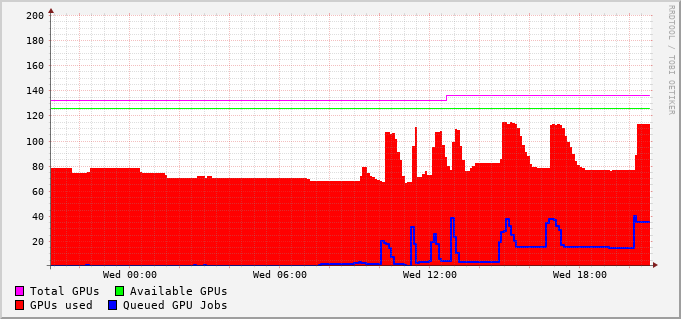 200
180
160
140
120
100
80
60
40
20
Wed 00:00 Wed 06:00 Wed 12:00 Wed 18:00
Total GPUs Available GPUs
GPUs used Queued GPU Jobs
RRDTOOL / TOBI OETIKER